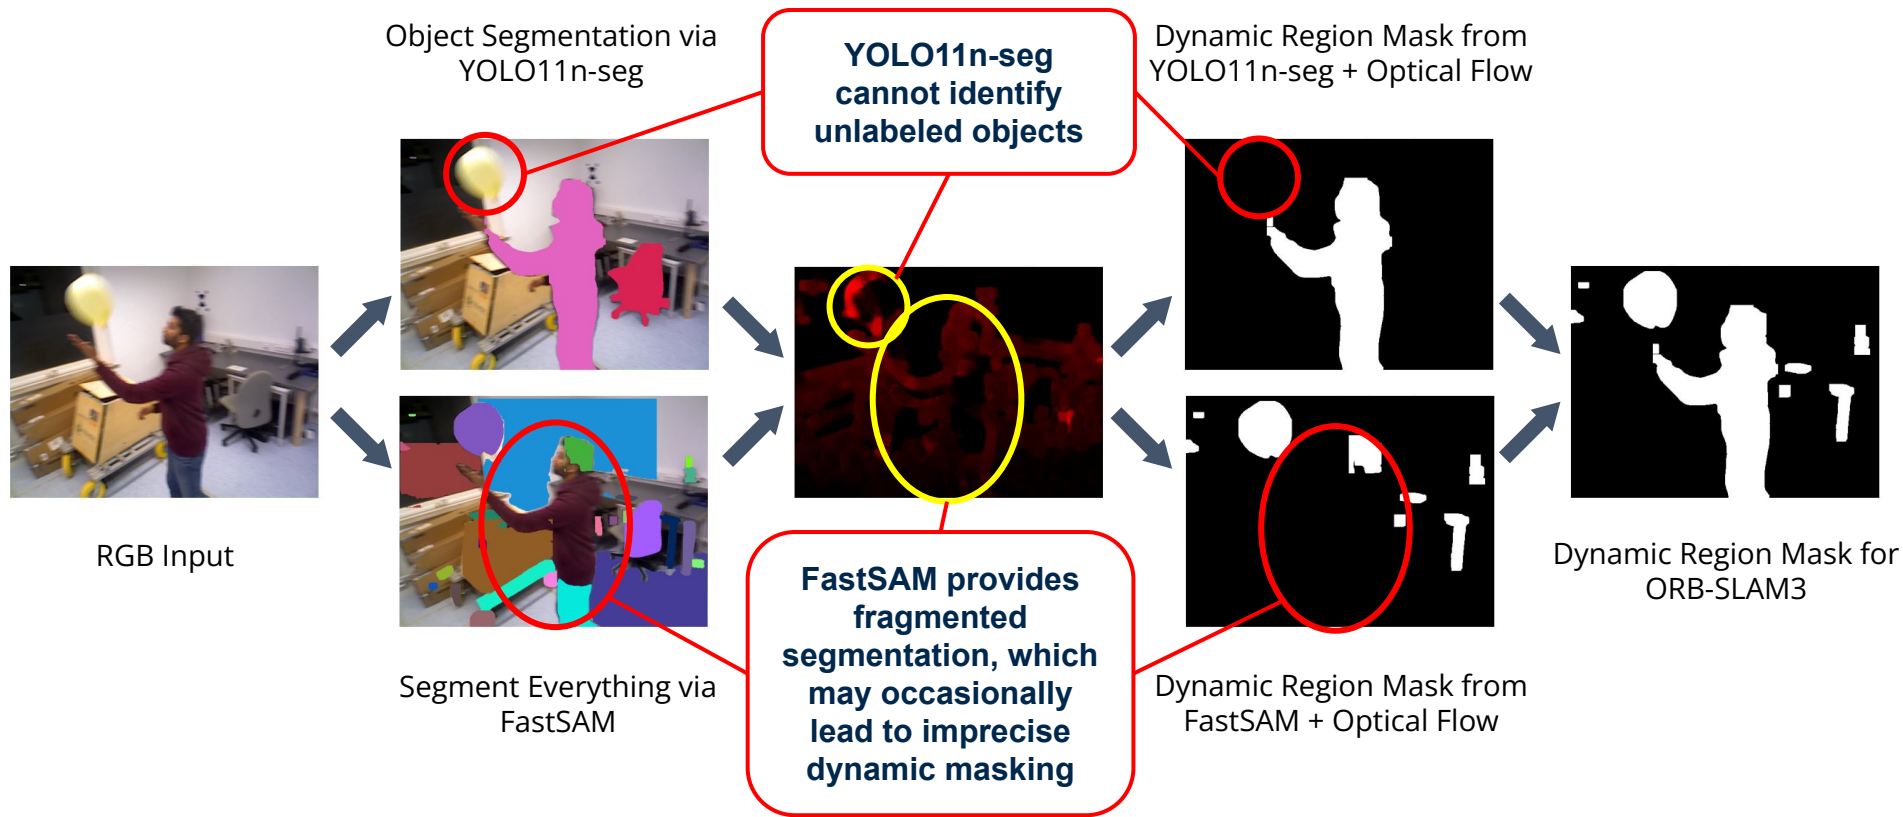 Object Segmentation via
YOLO11n-seg
YOLO11n-seg
cannot identify
unlabeled objects
Dynamic Region Mask from
YOLO11n-seg + Optical Flow
RGB Input
Dynamic Region Mask for
ORB-SLAM3
Segment Everything via
FastSAM
FastSAM provides
fragmented
segmentation, which
may occasionally
lead to imprecise
dynamic masking
Dynamic Region Mask from
FastSAM + Optical Flow